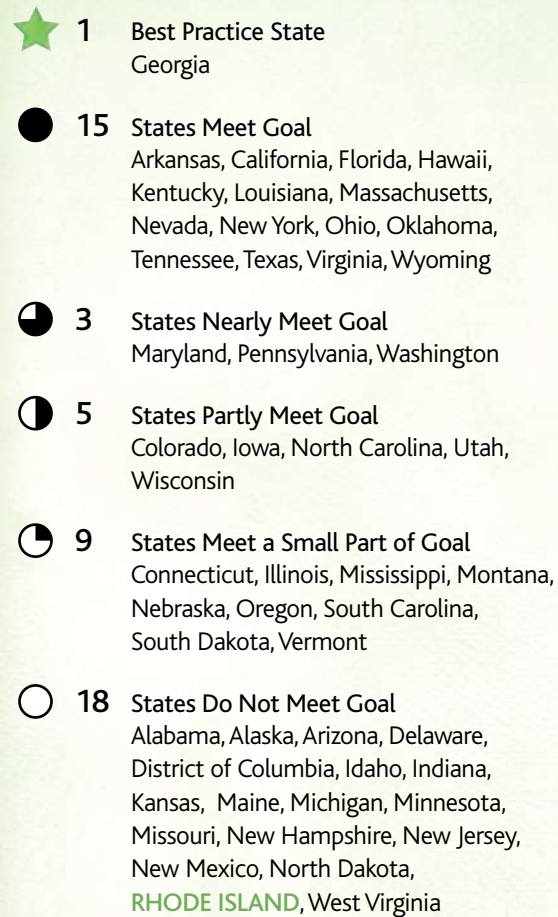 1 Best Practice State
Georgia
15 States Meet Goal
Arkansas, California, Florida, Hawaii,
Kentucky, Louisiana, Massachusetts,
Nevada, New York, Ohio, Oklahoma,
Tennessee, Texas, Virginia, Wyoming
3 States Nearly Meet Goal
Maryland, Pennsylvania, Washington
5 States Partly Meet Goal
Colorado, Iowa, North Carolina, Utah,
Wisconsin
9 States Meet a Small Part of Goal
Connecticut, Illinois, Mississippi, Montana,
Nebraska, Oregon, South Carolina,
South Dakota, Vermont
18 States Do Not Meet Goal
Alabama, Alaska, Arizona, Delaware,
District of Columbia, Idaho, Indiana,
Kansas, Maine, Michigan, Minnesota,
Missouri, New Hampshire, New Jersey,
New Mexico, North Dakota,
RHODE ISLAND, West Virginia